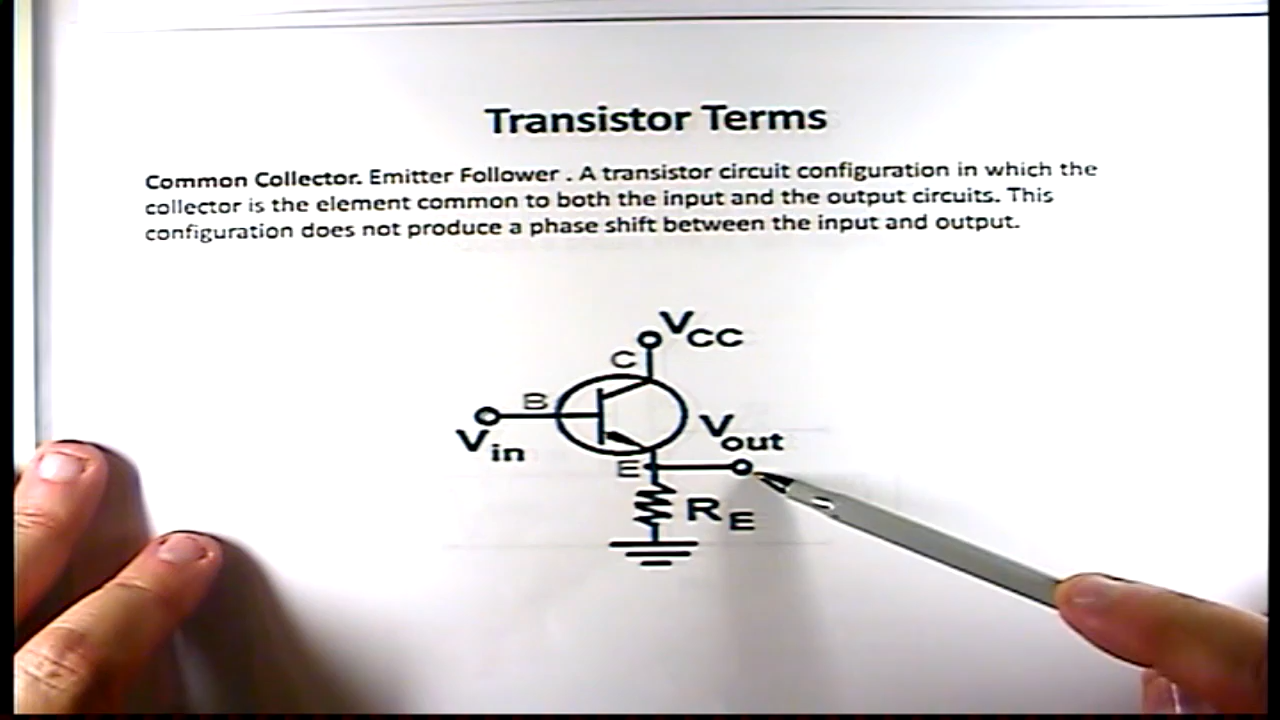 Transistor Terms
Common Collector. Emitter Follower . A transistor circuit configuration in which the
collector is the element common to both the input and the output circuits. This
configuration does not produce a phase shift between the input and output.
VCC
C
B
Vin
Vout
E
RE